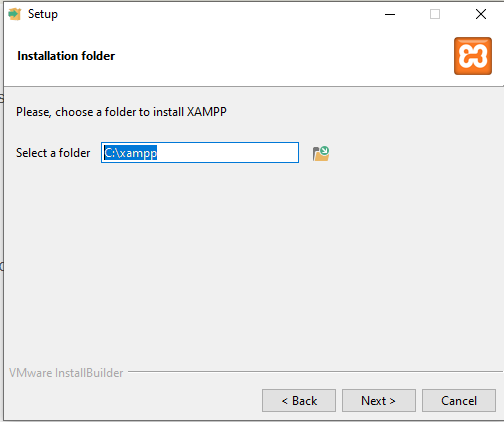 Setup
Installation folder
Please, choose a folder to install XAMPP
Select a folder C:\xampp
VMware InstallBuilder
< Back Next > Cancel